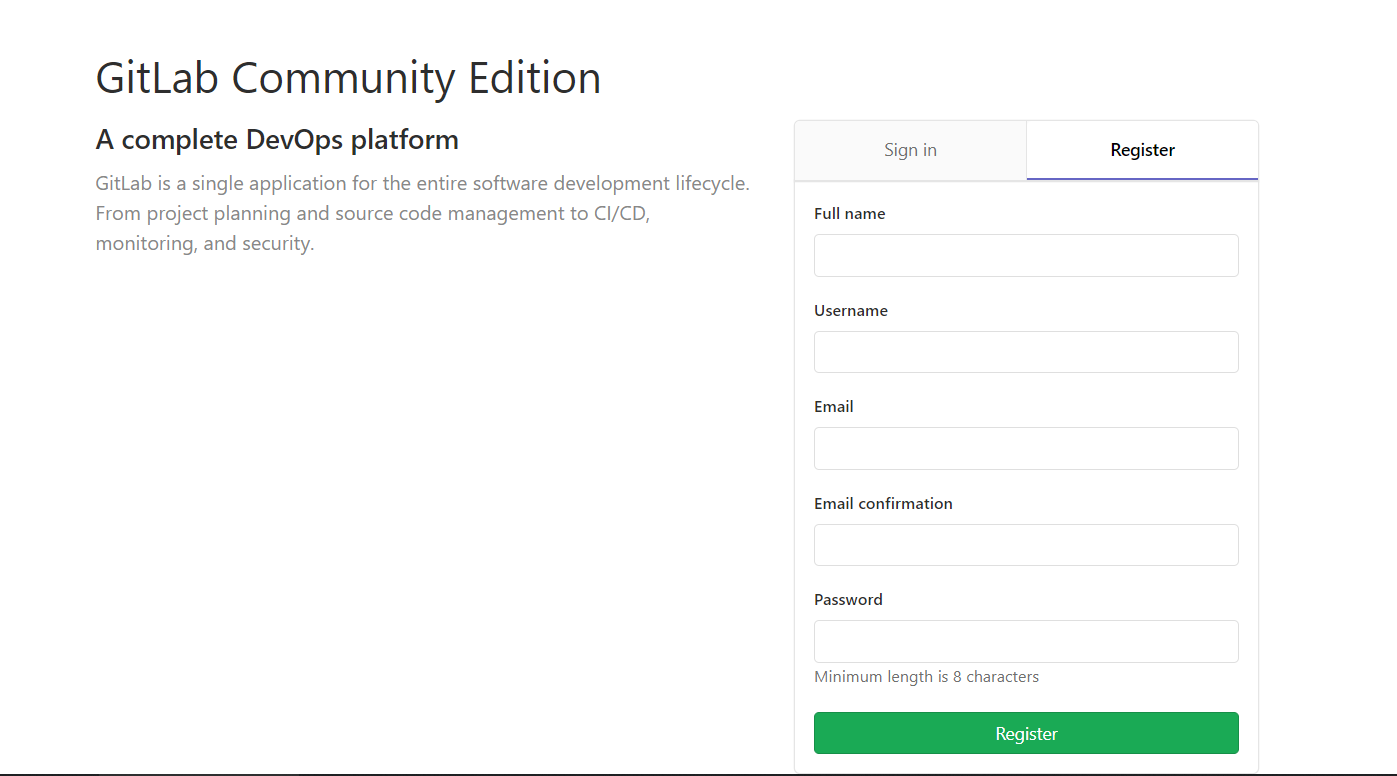 GitLab Community Edition
A complete DevOps platform
GitLab is a single application for the entire software development lifecycle.
From project planning and source code management to CI/CD,
monitoring, and security.
Sign in
Register
Full name
Username
Email
Email confirmation
Password
Minimum length is 8 characters
Register